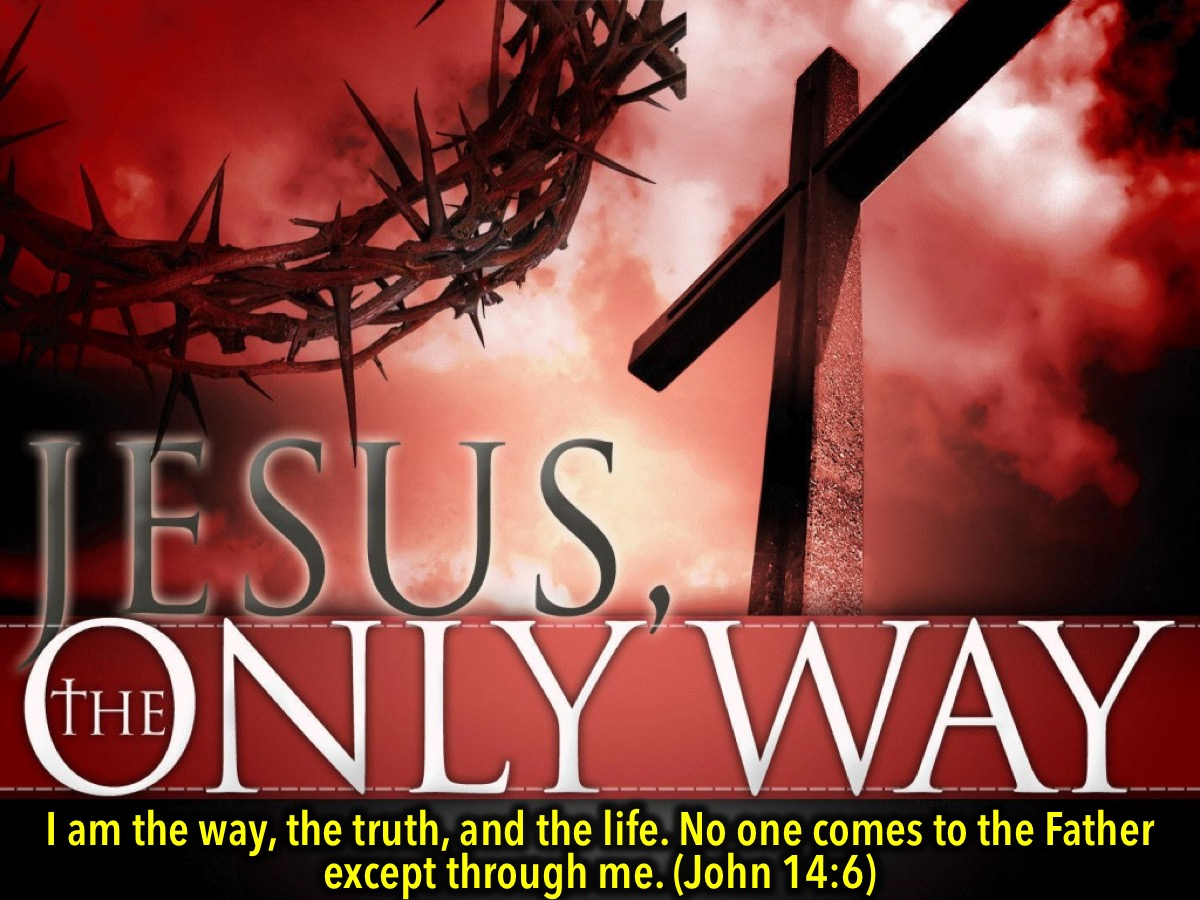 JESUS,
THE ONLY WAY
I am the way, the truth, and the life. No one comes to the Father
except through me. (John 14:6)